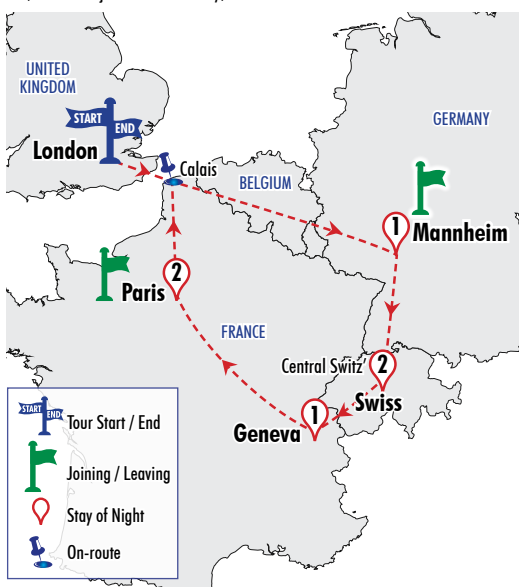 UNITED
KINGDOM
START
END
London
Calais
BELGIUM
GERMANY
1
Mannheim
2
Paris
FRANCE
Central Switz'
2
Swiss
1
Geneva
START
END
Tour Start / End
Joining / Leaving
Stay of Night
On-route